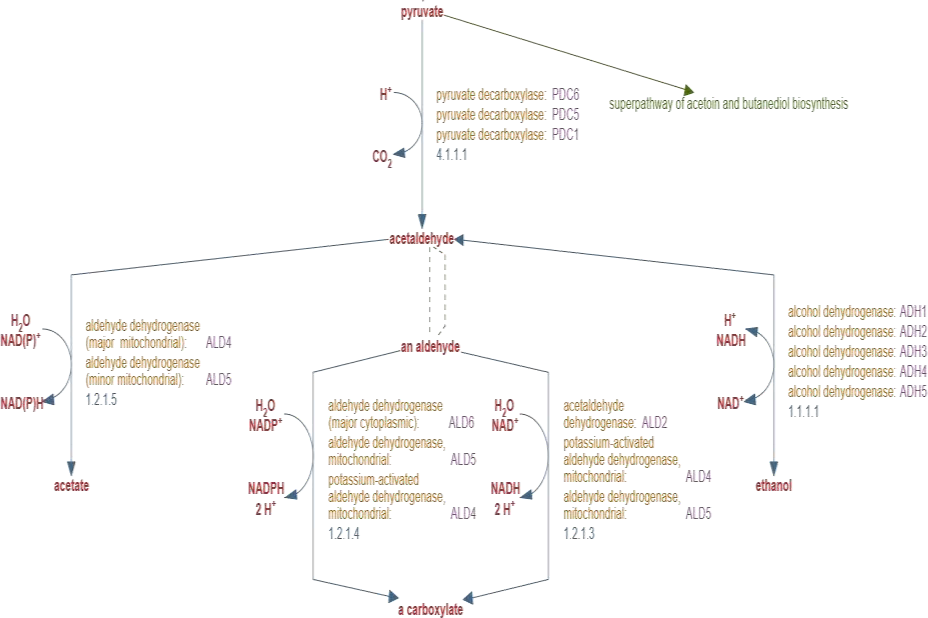 pyruvate
superpathway of acetoin and butanediol biosynthesis
H+
CO2
pyruvate decarboxylase: PDC6
pyruvate decarboxylase: PDC5
pyruvate decarboxylase: PDC1
4.1.1.1
acetaldehyde
H2O
NAD(P)+
NAD(P)H
aldehyde dehydrogenase
(major mitochondrial): ALD4
aldehyde dehydrogenase
(minor mitochondrial): ALD5
1.2.1.5
acetate
an aldehyde
H2O
NADP+
NADPH
2 H+
aldehyde dehydrogenase
(major cytoplasmic): ALD6
aldehyde dehydrogenase,
mitochondrial: ALD5
potassium-activated
aldehyde dehydrogenase,
mitochondrial: ALD4
1.2.1.4
H2O
NAD+
NADH
2 H+
acetaldehyde
dehydrogenase: ALD2
potassium-activated
aldehyde dehydrogenase,
mitochondrial: ALD4
aldehyde dehydrogenase,
mitochondrial: ALD5
1.2.1.3
H+
NADH
NAD+
alcohol dehydrogenase: ADH1
alcohol dehydrogenase: ADH2
alcohol dehydrogenase: ADH3
alcohol dehydrogenase: ADH4
alcohol dehydrogenase: ADH5
1.1.1.1
ethanol
a carboxylate